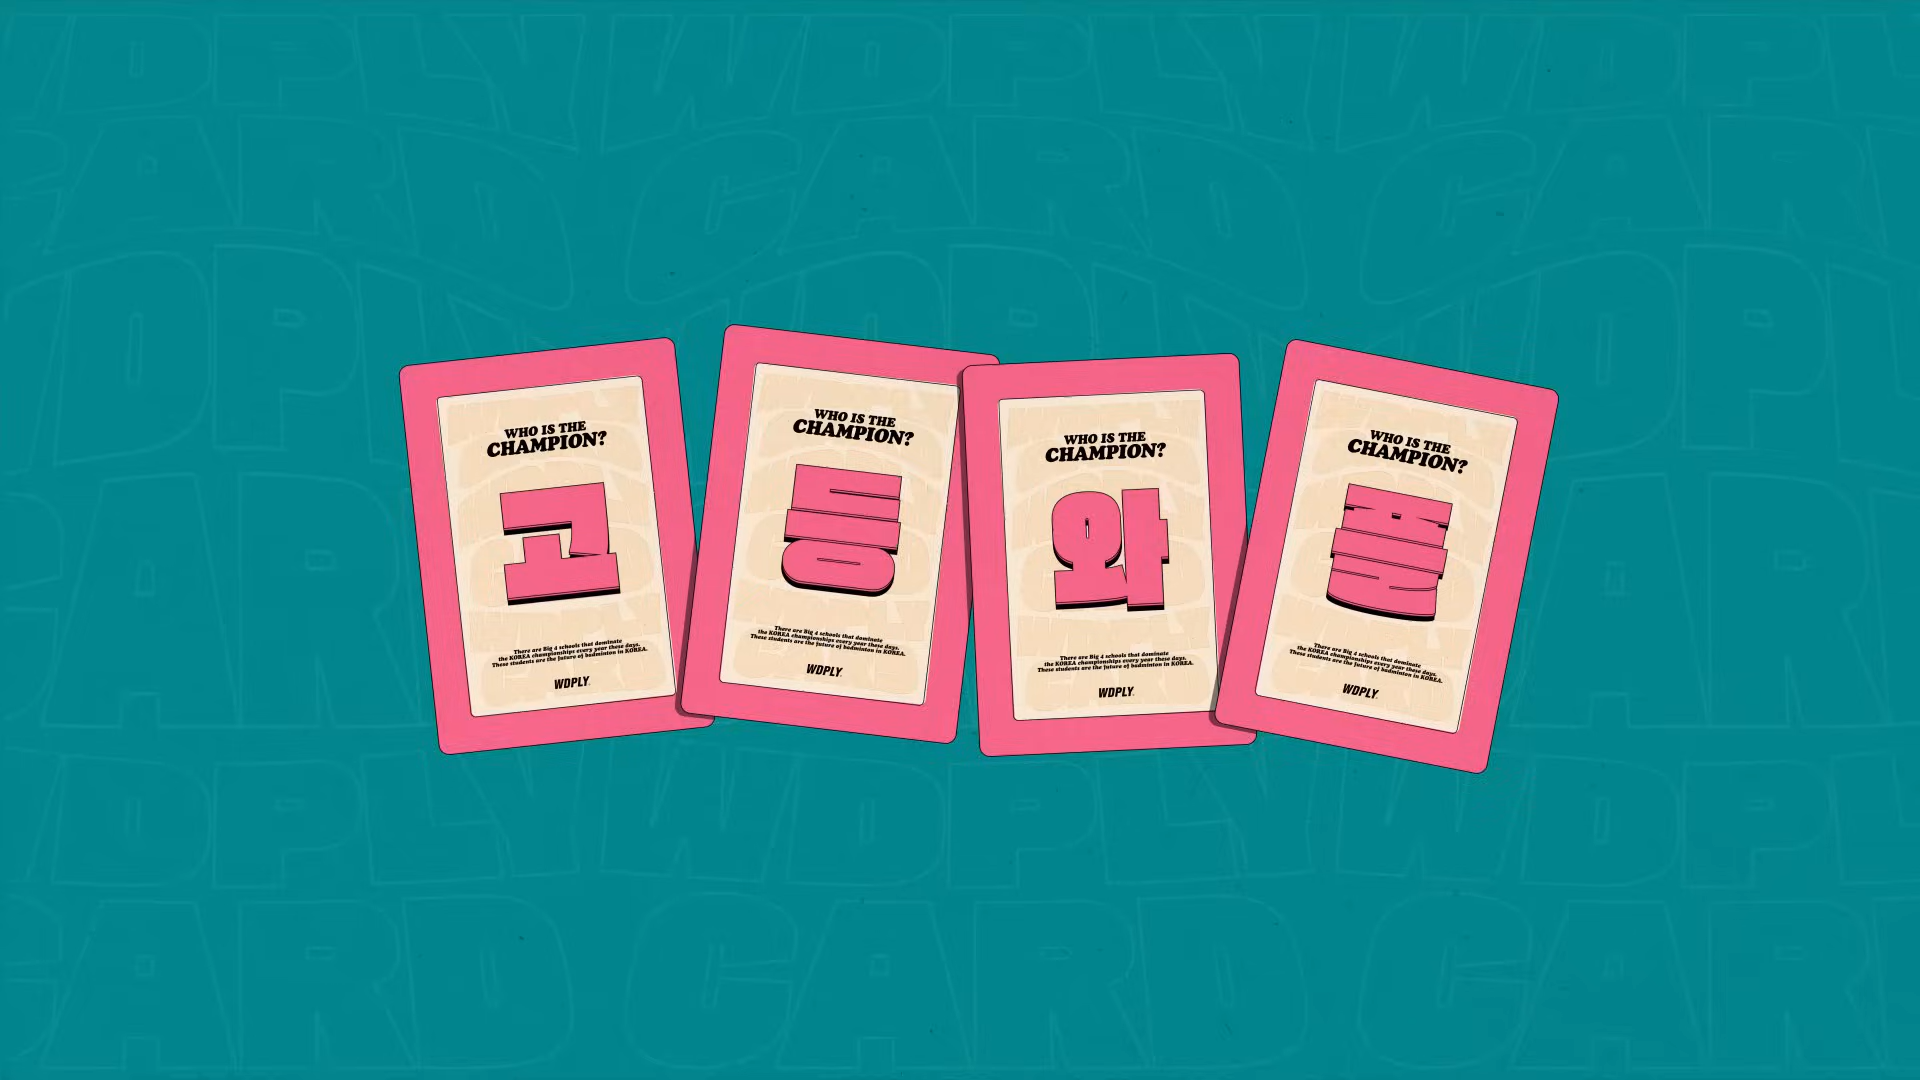 WHO IS THE
CHAMPION?
고
There are Big 4 schools that dominate
the KOREA championships every year these days.
These students are the future of badminton in KOREA.
WDPLY.
WHO IS THE
CHAMPION?
등
There are Big 4 schools that dominate
the KOREA championships every year these days.
These students are the future of badminton in KOREA.
WDPLY.
WHO IS THE
CHAMPION?
와
There are Big 4 schools that dominate
the KOREA championships every year these days.
These students are the future of badminton in KOREA.
WDPLY.
WHO IS THE
CHAMPION?
플
There are Big 4 schools that dominate
the KOREA championships every year these days.
These students are the future of badminton in KOREA.
WDPLY.